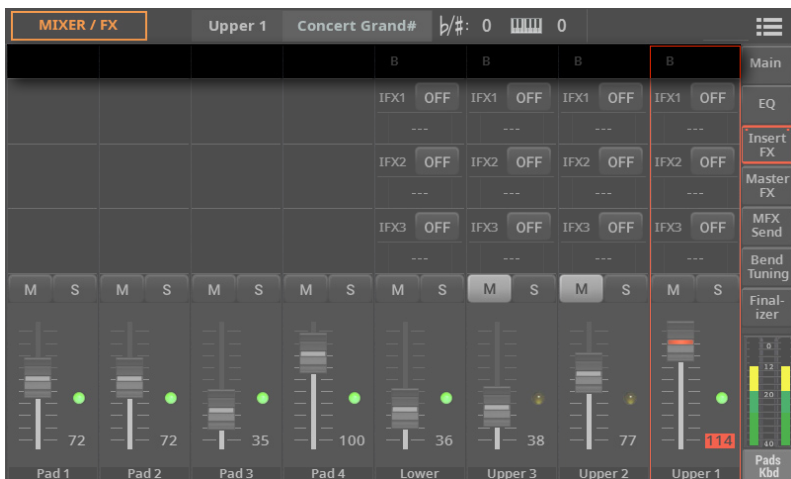 MIXER / FX Upper 1 Concert Grand# ♭/#: 0 0
B B B B Main
IFX1 OFF IFX1 OFF IFX1 OFF IFX1 OFF EQ
--- --- --- ---
Insert
FX
IFX2 OFF IFX2 OFF IFX2 OFF IFX2 OFF
--- --- --- ---
Master
FX
IFX3 OFF IFX3 OFF IFX3 OFF IFX3 OFF
--- --- --- ---
MFX
Send
Bend
Tuning
M S M S M S M S M S M S M S M S
Final-
izer
0
12
20
40
72 72 35 100 36 38 77 114
Pad 1 Pad 2 Pad 3 Pad 4 Lower Upper 3 Upper 2 Upper 1
Pads
Kbd